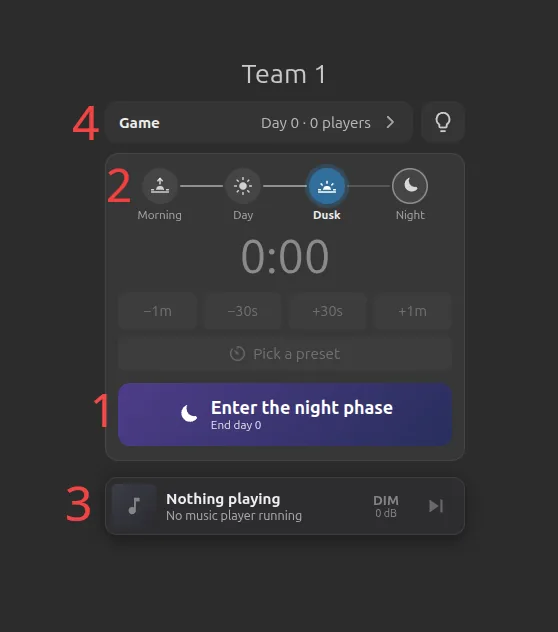 Team 1
4
Game
Day 0 · 0 players
2
Morning
Day
Dusk
Night
0:00
−1m
−30s
+30s
+1m
Pick a preset
1
Enter the night phase
End day 0
3
Nothing playing
No music player running
DIM
0 dB